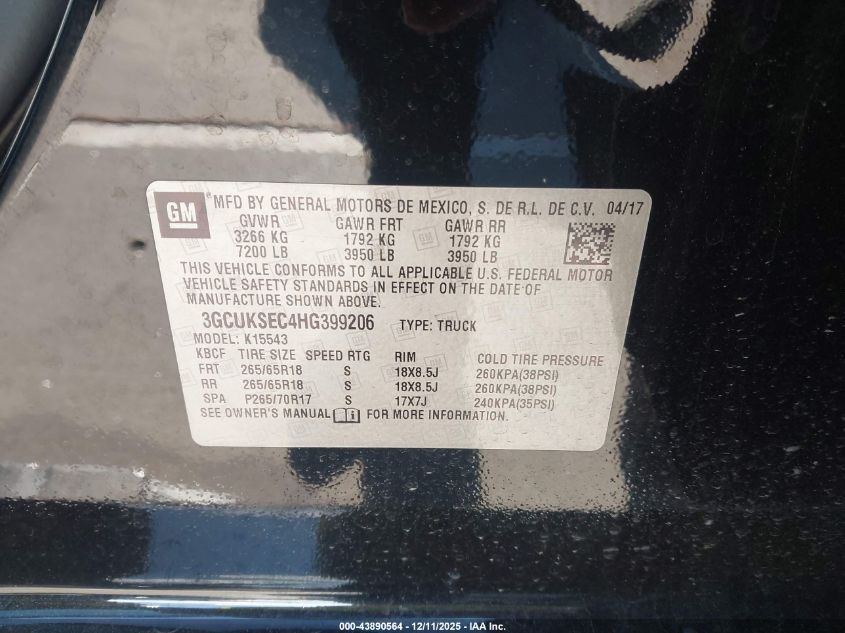 GM MFD BY GENERAL MOTORS DE MEXICO, S. DE R.L. DE C.V. 04/17
GVWR GAWR FRT GAWR RR
3266 KG 1792 KG 1792 KG
7200 LB 3950 LB 3950 LB
THIS VEHICLE CONFORMS TO ALL APPLICABLE U.S. FEDERAL MOTOR
VEHICLE SAFETY STANDARDS IN EFFECT ON THE DATE OF
MANUFACTURE SHOWN ABOVE.
3GCUKSEC4HG399206 TYPE: TRUCK
MODEL: K15543
KBCF TIRE SIZE SPEED RTG RIM COLD TIRE PRESSURE
FRT 265/65R18 S 18X8.5J 260KPA(38PSI)
RR 265/65R18 S 18X8.5J 260KPA(38PSI)
SPA P265/70R17 S 17X7J 240KPA(35PSI)
SEE OWNER'S MANUAL FOR MORE INFORMATION.
000-43890564 - 12/11/2025 - IAA Inc.